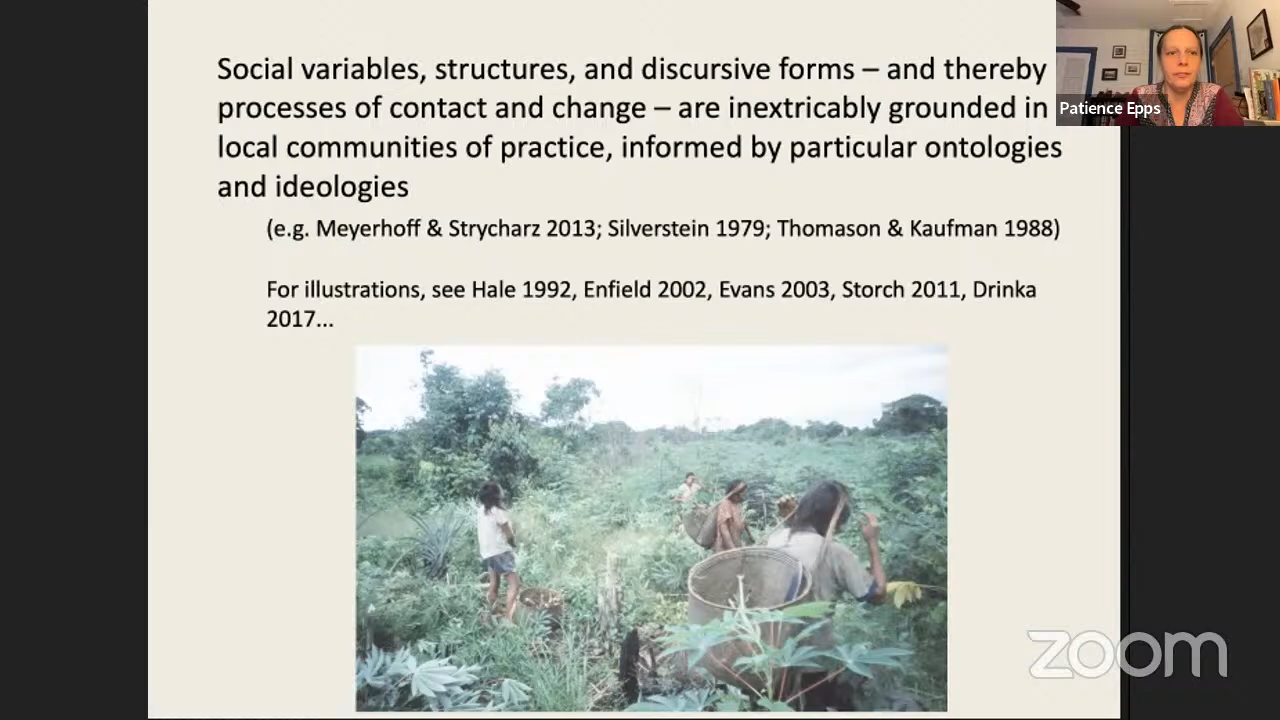 Social variables, structures, and discursive forms – and thereby
processes of contact and change – are inextricably grounded in
local communities of practice, informed by particular ontologies
and ideologies
(e.g. Meyerhoff & Strycharz 2013; Silverstein 1979; Thomason & Kaufman 1988)
For illustrations, see Hale 1992, Enfield 2002, Evans 2003, Storch 2011, Drinka
2017...
Patience Epps
zoom